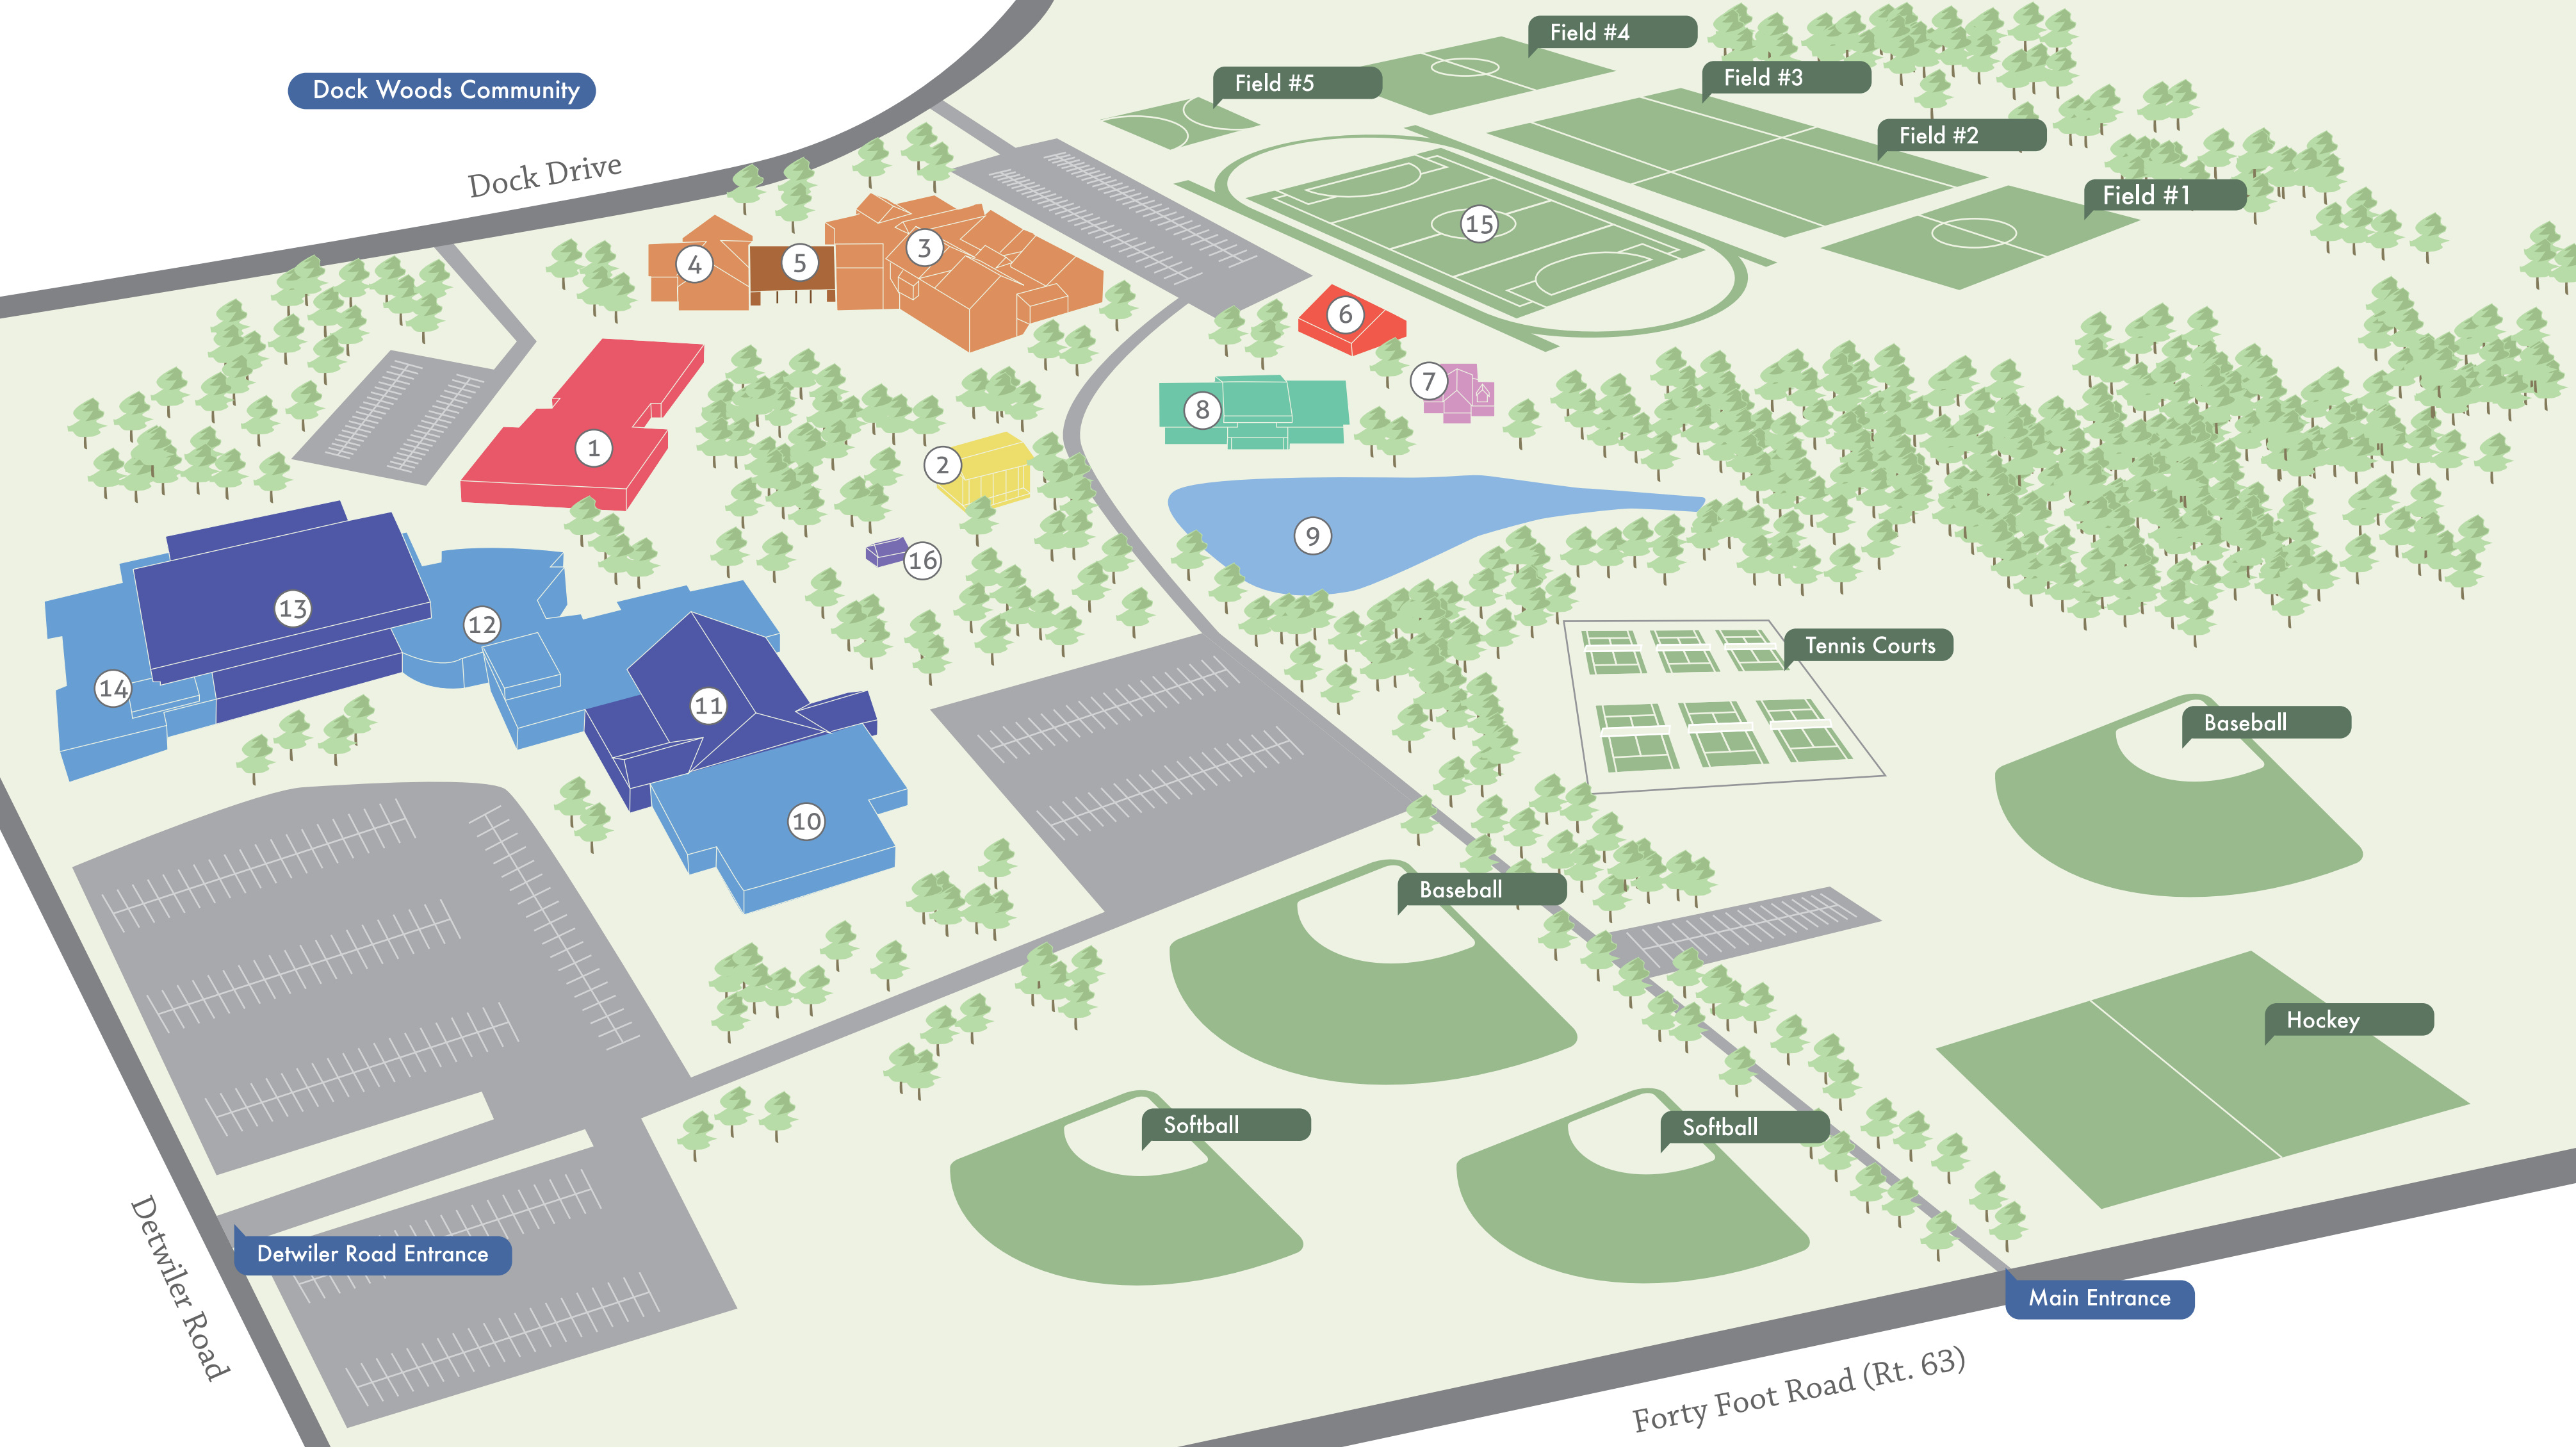 Field #4
Field #5
Field #3
Dock Woods Community
Field #2
Dock Drive
Field #1
15
3
5
4
6
7
8
1
2
9
16
13
12
Tennis Courts
14
11
Baseball
10
Baseball
Hockey
Softball
Softball
Detwiler Road Entrance
Detwiler Road
Main Entrance
Forty Foot Road (Rt. 63)